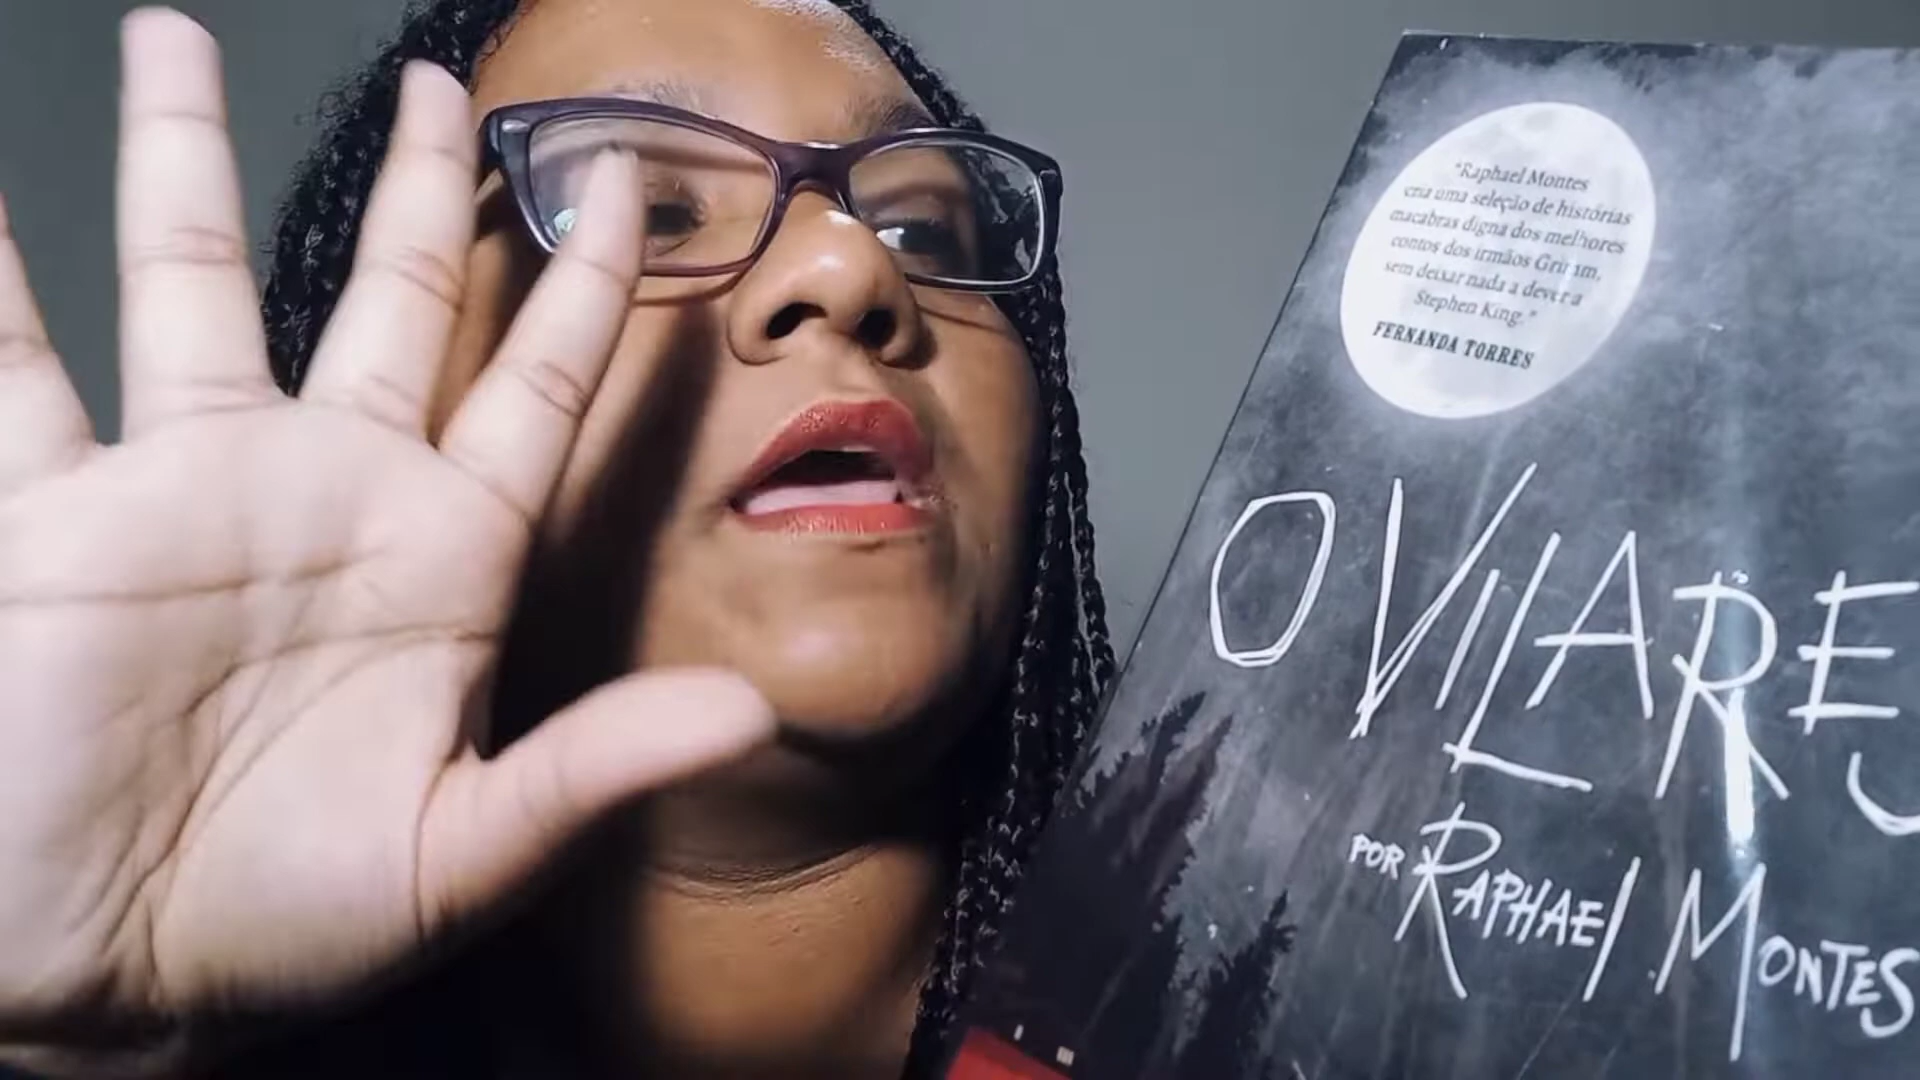 "Raphael Montes
cria uma seleção de histórias
macabras digna dos melhores
contos dos irmãos Grimm,
sem deixar nada a dever a
Stephen King."
FERNANDA TORRES
O VILAREJ
POR RAPHAEL MONTES